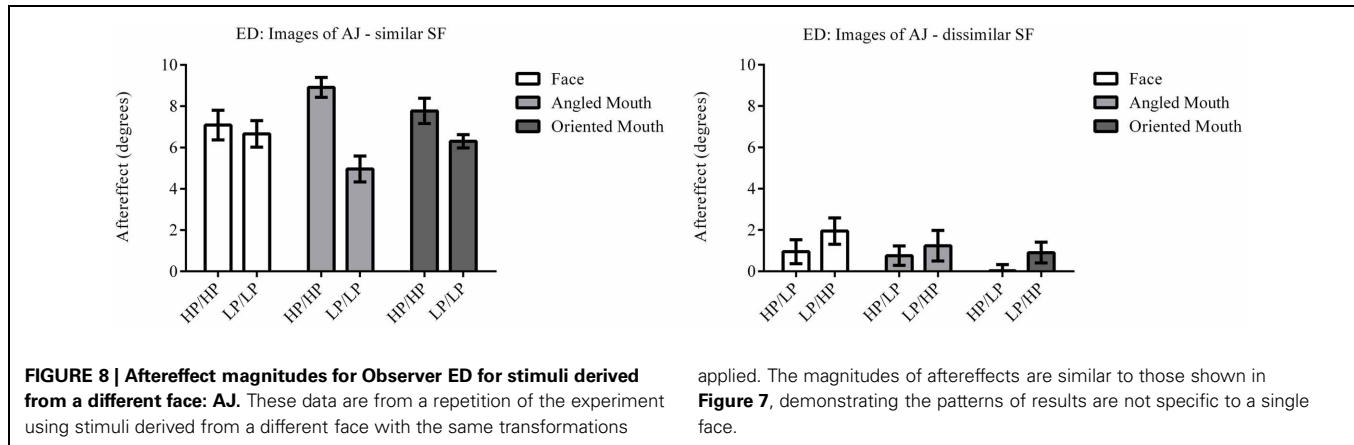 ED: Images of AJ - similar SF
Aftereffect (degrees)
10
8
6
4
2
0
HP/HP
LP/LP
HP/HP
LP/LP
HP/HP
LP/LP
Face
Angled Mouth
Oriented Mouth
ED: Images of AJ - dissimilar SF
Aftereffect (degrees)
10
8
6
4
2
0
HP/LP
LP/HP
HP/LP
LP/HP
HP/LP
LP/HP
Face
Angled Mouth
Oriented Mouth
FIGURE 8 | Aftereffect magnitudes for Observer ED for stimuli derived
from a different face: AJ. These data are from a repetition of the experiment
using stimuli derived from a different face with the same transformations
applied. The magnitudes of aftereffects are similar to those shown in
Figure 7, demonstrating the patterns of results are not specific to a single
face.